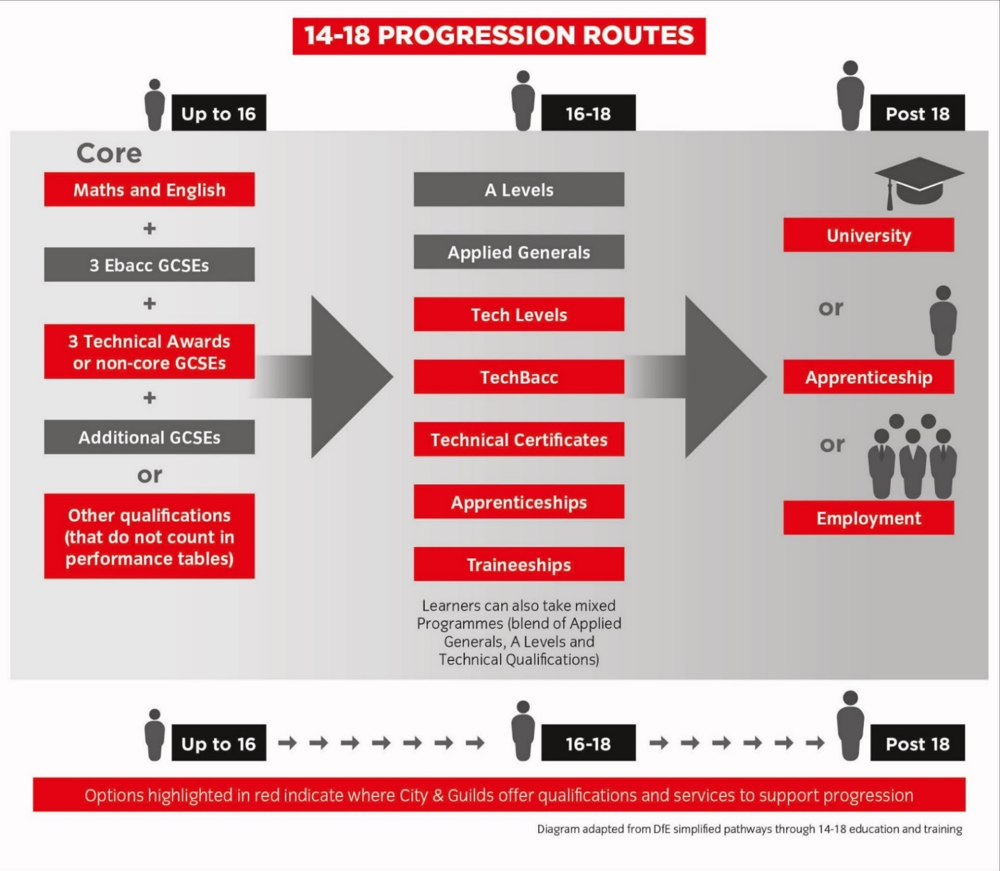 14-18 PROGRESSION ROUTES
Up to 16
16-18
Post 18
Core
Maths and English
+
3 Ebacc GCSEs
+
3 Technical Awards
or non-core GCSEs
+
Additional GCSEs
or
Other qualifications
(that do not count in
performance tables)
A Levels
Applied Generals
Tech Levels
TechBacc
Technical Certificates
Apprenticeships
Traineeships
Learners can also take mixed
Programmes (blend of Applied
Generals, A Levels and
Technical Qualifications)
University
or
Apprenticeship
or
Employment
Up to 16
16-18
Post 18
Options highlighted in red indicate where City & Guilds offer qualifications and services to support progression
Diagram adapted from DfE simplified pathways through 14-18 education and training